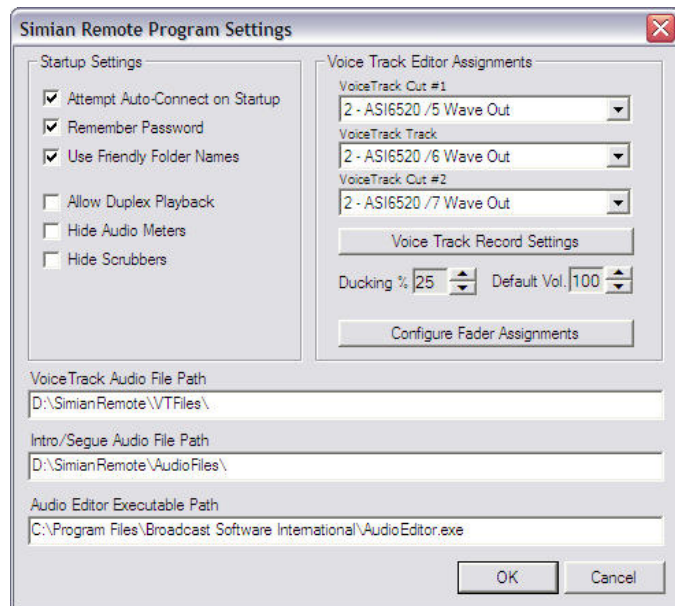 Simian Remote Program Settings
Startup Settings
Attempt Auto-Connect on Startup
Remember Password
Use Friendly Folder Names
Allow Duplex Playback
Hide Audio Meters
Hide Scrubbers
Voice Track Editor Assignments
VoiceTrack Cut #1
2 - ASI6520 /5 Wave Out
VoiceTrack Track
2 - ASI6520 /6 Wave Out
VoiceTrack Cut #2
2 - ASI6520 /7 Wave Out
Voice Track Record Settings
Ducking % 25 Default Vol. 100
Configure Fader Assignments
VoiceTrack Audio File Path
D:\SimianRemote\VTFiles\
Intro/Segue Audio File Path
D:\SimianRemote\AudioFiles\
Audio Editor Executable Path
C:\Program Files\Broadcast Software International\AudioEditor.exe
OK Cancel